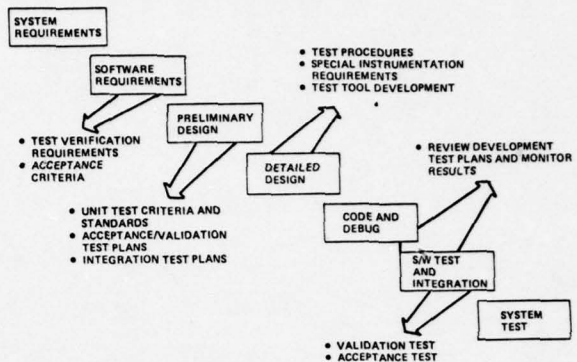 SYSTEM
REQUIREMENTS
SOFTWARE
REQUIREMENTS
• TEST VERIFICATION
REQUIREMENTS
• ACCEPTANCE
CRITERIA
PRELIMINARY
DESIGN
• UNIT TEST CRITERIA AND
STANDARDS
• ACCEPTANCE/VALIDATION
TEST PLANS
• INTEGRATION TEST PLANS
• TEST PROCEDURES
• SPECIAL INSTRUMENTATION
REQUIREMENTS
• TEST TOOL DEVELOPMENT
DETAILED
DESIGN
• REVIEW DEVELOPMENT
TEST PLANS AND MONITOR
RESULTS
CODE AND
DEBUG
S/W TEST
AND
INTEGRATION
• VALIDATION TEST
• ACCEPTANCE TEST
SYSTEM
TEST